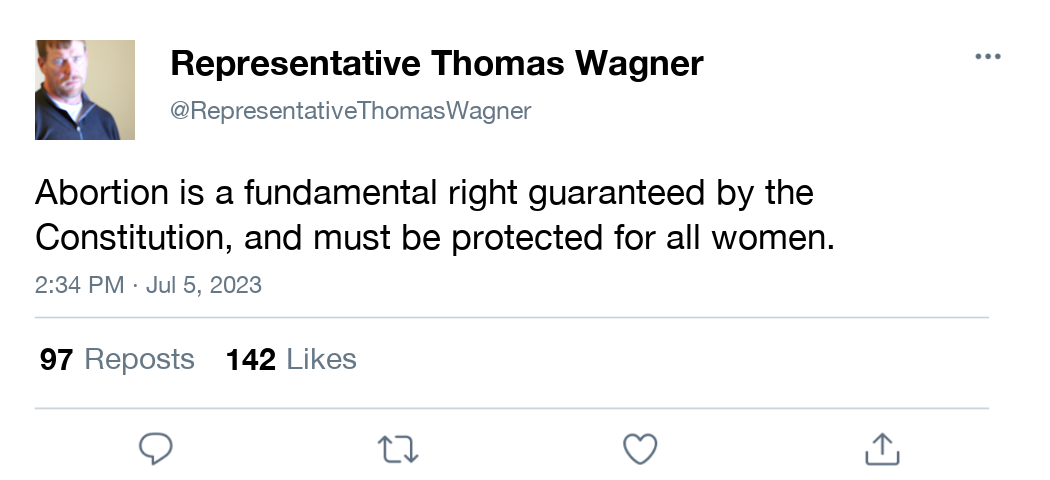 Representative Thomas Wagner
@RepresentativeThomasWagner
Abortion is a fundamental right guaranteed by the
Constitution, and must be protected for all women.
2:34 PM · Jul 5, 2023
97 Reposts 142 Likes